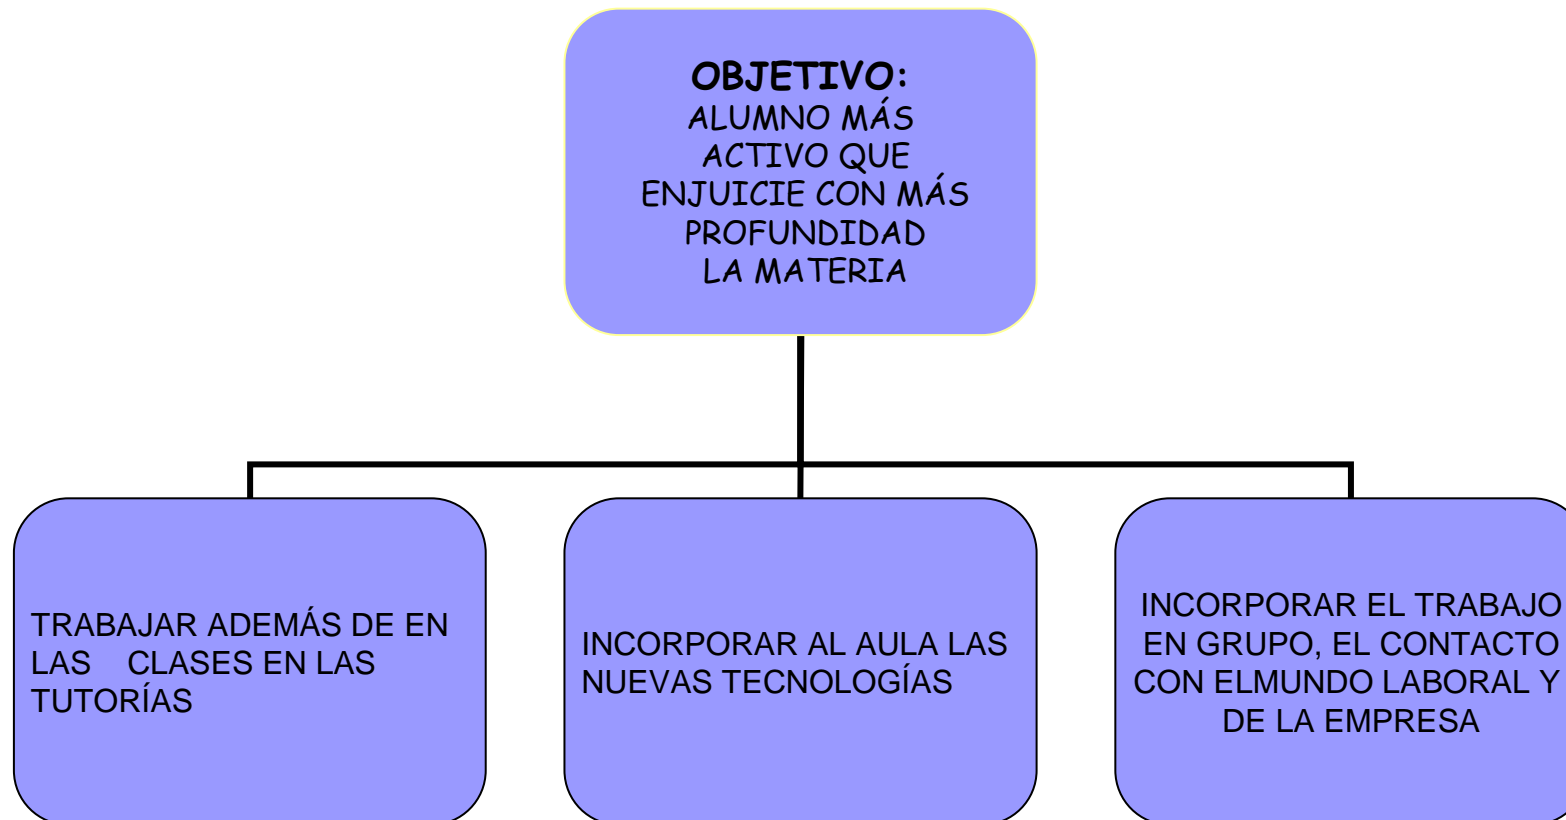 OBJETIVO:
ALUMNO MÁS
ACTIVO QUE
ENJUICIE CON MÁS
PROFUNDIDAD
LA MATERIA
TRABAJAR ADEMÁS DE EN
LAS    CLASES EN LAS
TUTORÍAS
INCORPORAR AL AULA LAS
NUEVAS TECNOLOGÍAS
INCORPORAR EL TRABAJO
EN GRUPO, EL CONTACTO
CON ELMUNDO LABORAL Y
DE LA EMPRESA